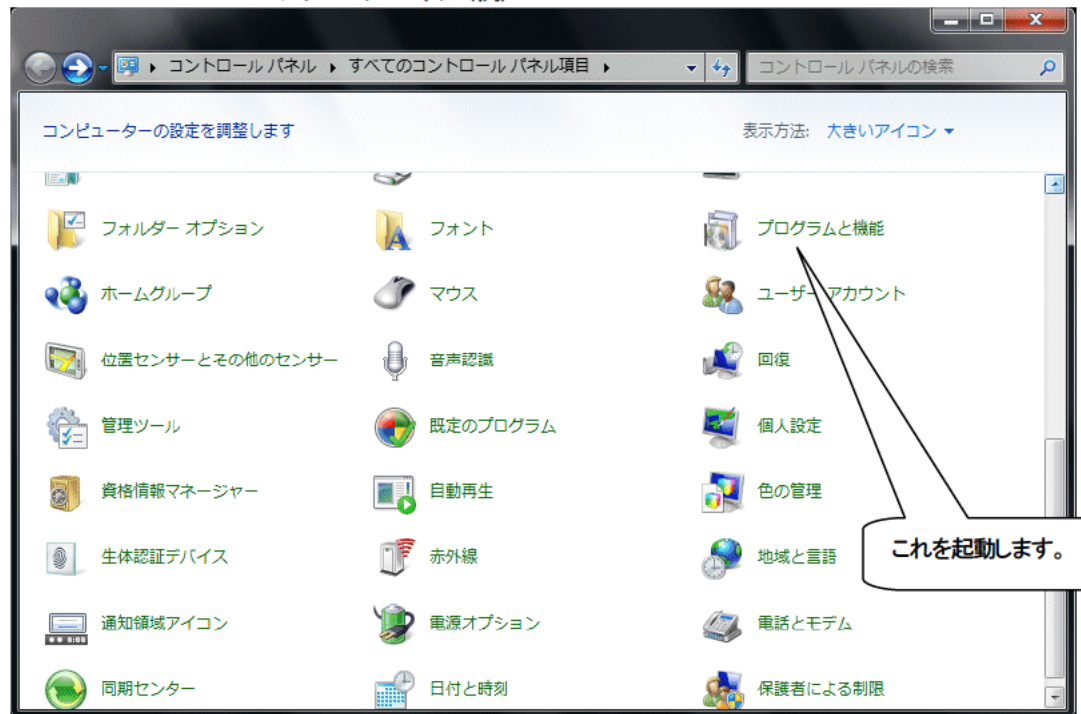 コントロール パネル ▸ すべてのコントロール パネル項目 ▸
コントロール パネルの検索
コンピューターの設定を調整します
表示方法: 大きいアイコン
フォルダー オプション
フォント
プログラムと機能
ホームグループ
マウス
ユーザー アカウント
位置センサーとその他のセンサー
音声認識
回復
管理ツール
既定のプログラム
個人設定
資格情報マネージャー
自動再生
色の管理
生体認証デバイス
赤外線
地域と言語
これを起動します。
通知領域アイコン
電源オプション
電話とモデム
同期センター
日付と時刻
保護者による制限